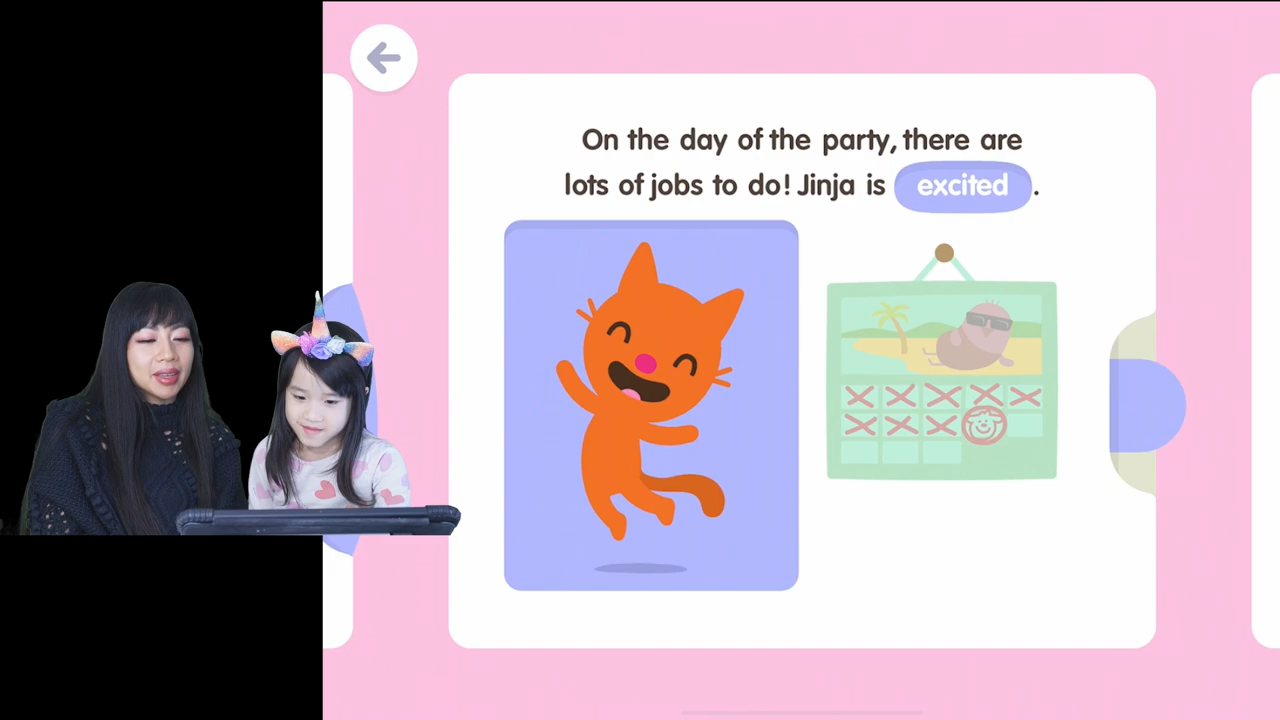 On the day of the party, there are
lots of jobs to do! Jinja is excited.